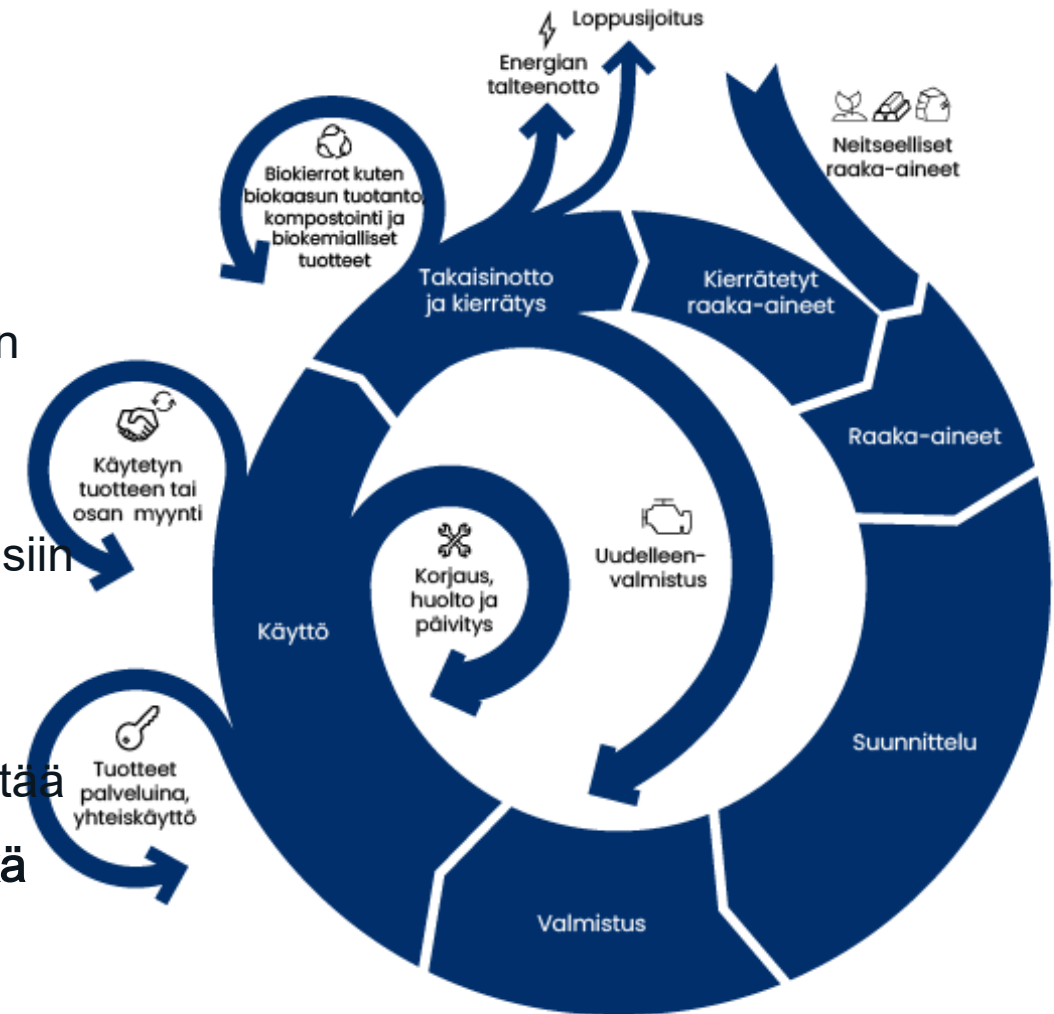 Loppusijoitus
Energian
talteenotto
Neitseelliset
raaka-aineet
Biokierrot kuten
biokaasun tuotanto,
kompostointi ja
biokemialliset
tuotteet
Takaisinotto
ja kierrätys
Kierrätetyt
raaka-aineet
n
Raaka-aineet
Käytetyn
tuotteen tai
osan myynti
siin
Korjaus,
huolto ja
päivitys
Uudelleen-
valmistus
Käyttö
Suunnittelu
Tuotteet
palveluina,
yhteiskäyttö
tää
ä
Valmistus